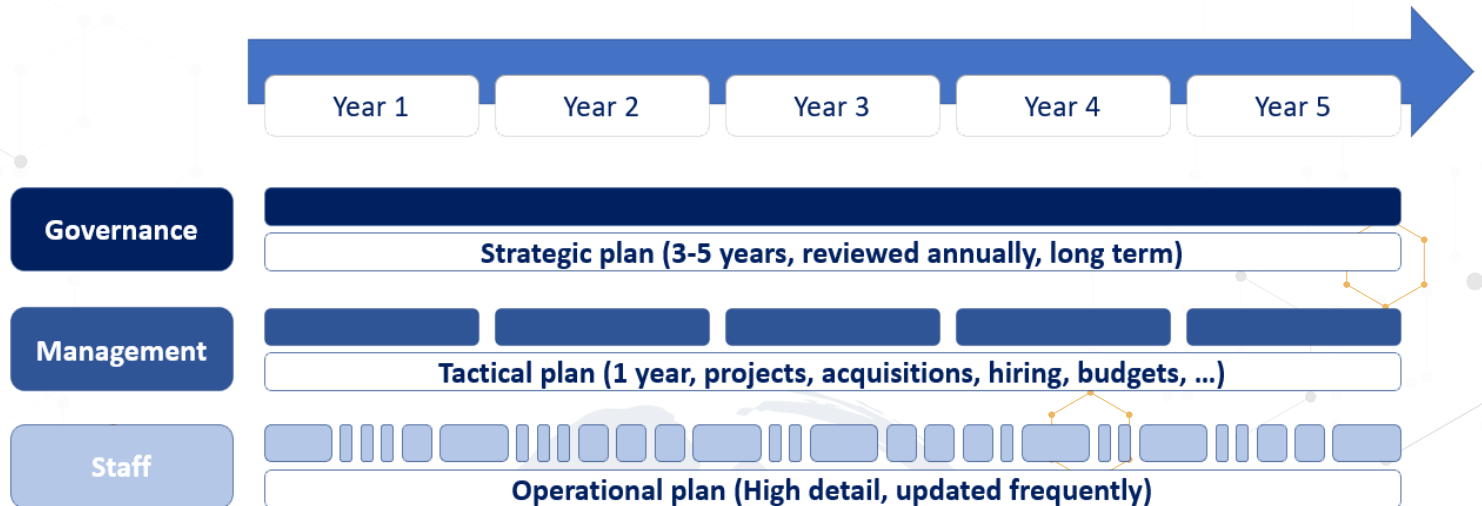 Year 1
Year 2
Year 3
Year 4
Year 5
Governance
Strategic plan (3-5 years, reviewed annually, long term)
Management
Tactical plan (1 year, projects, acquisitions, hiring, budgets, ...)
Staff
Operational plan (High detail, updated frequently)